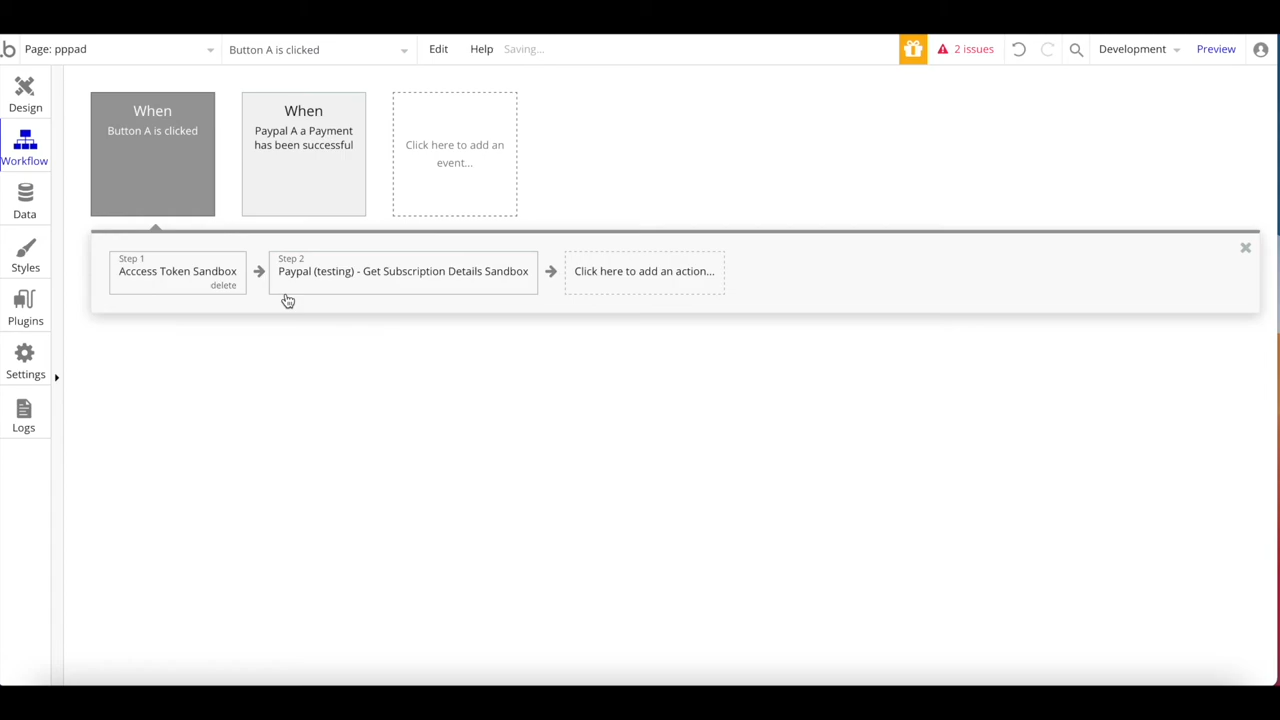 b Page: pppad Button A is clicked Edit Help Saving... 2 issues Development Preview
Design
Workflow
Data
Styles
Plugins
Settings
Logs
When
Button A is clicked
When
Paypal A a Payment
has been successful
Click here to add an
event...
Step 1
Acccess Token Sandbox
delete
Step 2
Paypal (testing) - Get Subscription Details Sandbox
Click here to add an action...